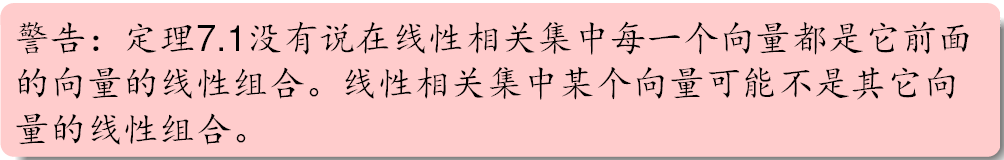 警告：定理7.1没有说在线性相关集中每一个向量都是它前面
的向量的线性组合。线性相关集中某个向量可能不是其它向
量的线性组合。